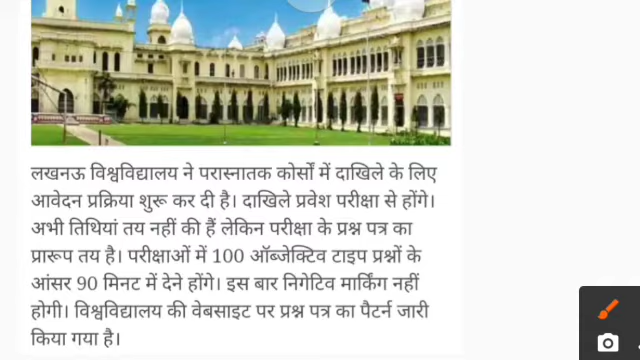 लखनऊ विश्वविद्यालय ने परास्नातक कोर्सों में दाखिले के लिए
आवेदन प्रक्रिया शुरू कर दी है। दाखिले प्रवेश परीक्षा से होंगे।
अभी तिथियां तय नहीं की हैं लेकिन परीक्षा के प्रश्न पत्र का
प्रारूप तय है। परीक्षाओं में 100 ऑब्जेक्टिव टाइप प्रश्नों के
आंसर 90 मिनट में देने होंगे। इस बार निगेटिव मार्किंग नहीं
होगी। विश्वविद्यालय की वेबसाइट पर प्रश्न पत्र का पैटर्न जारी
किया गया है।